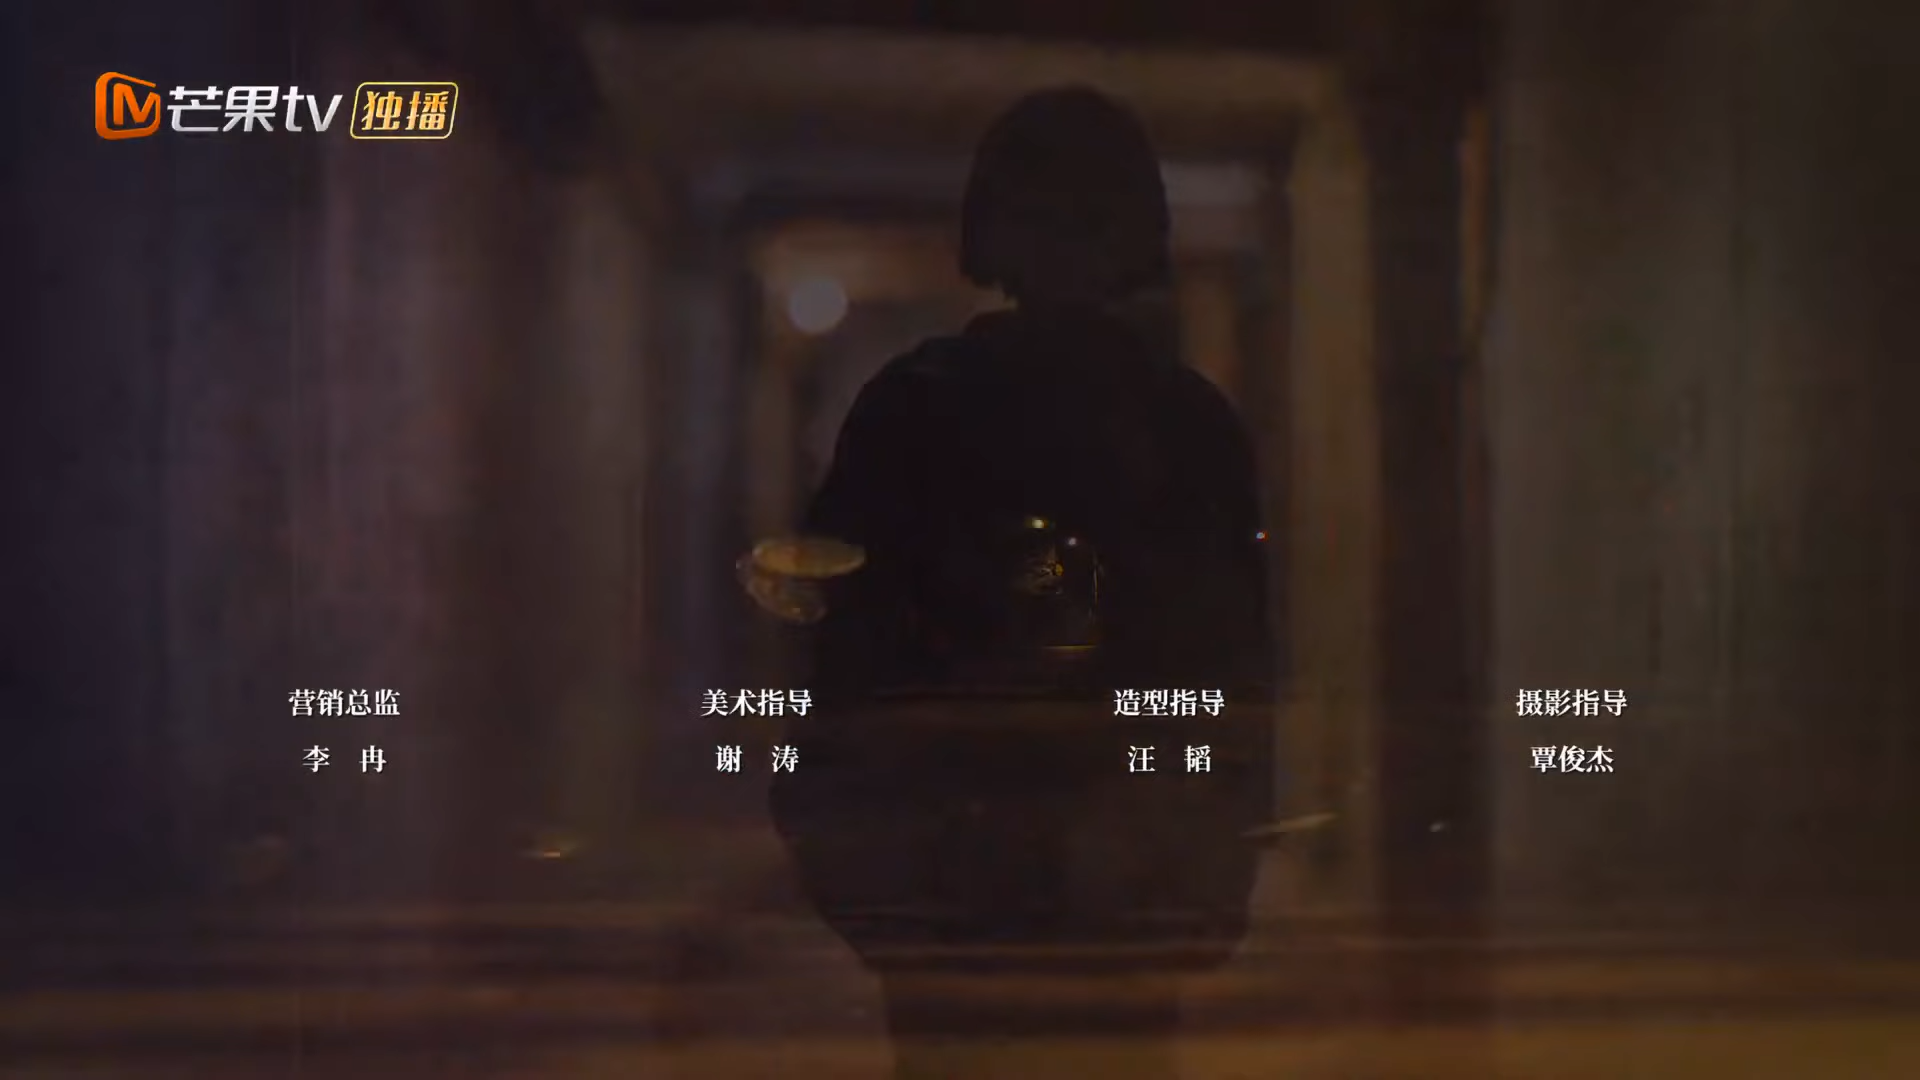 芒果tv 独播
营销总监 美术指导 造型指导 摄影指导
李 冉 谢 涛 汪 韬 覃俊杰